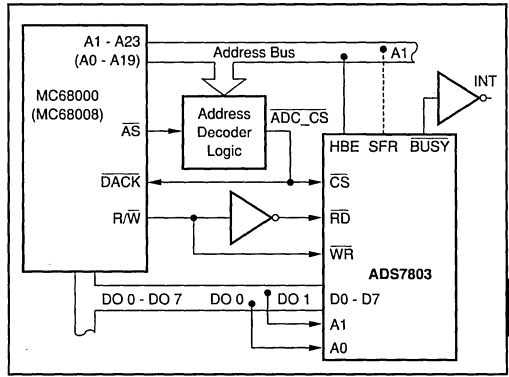 A1 - A23
(A0 - A19)
Address Bus
A1
MC68000
(MC68008)
Address
Decoder
Logic
ADC_CS
INT
AS
HBE SFR BUSY
DACK
CS
R/W
RD
WR
ADS7803
DO 0 - DO 7 DO 0 DO 1 D0 - D7
A1
A0